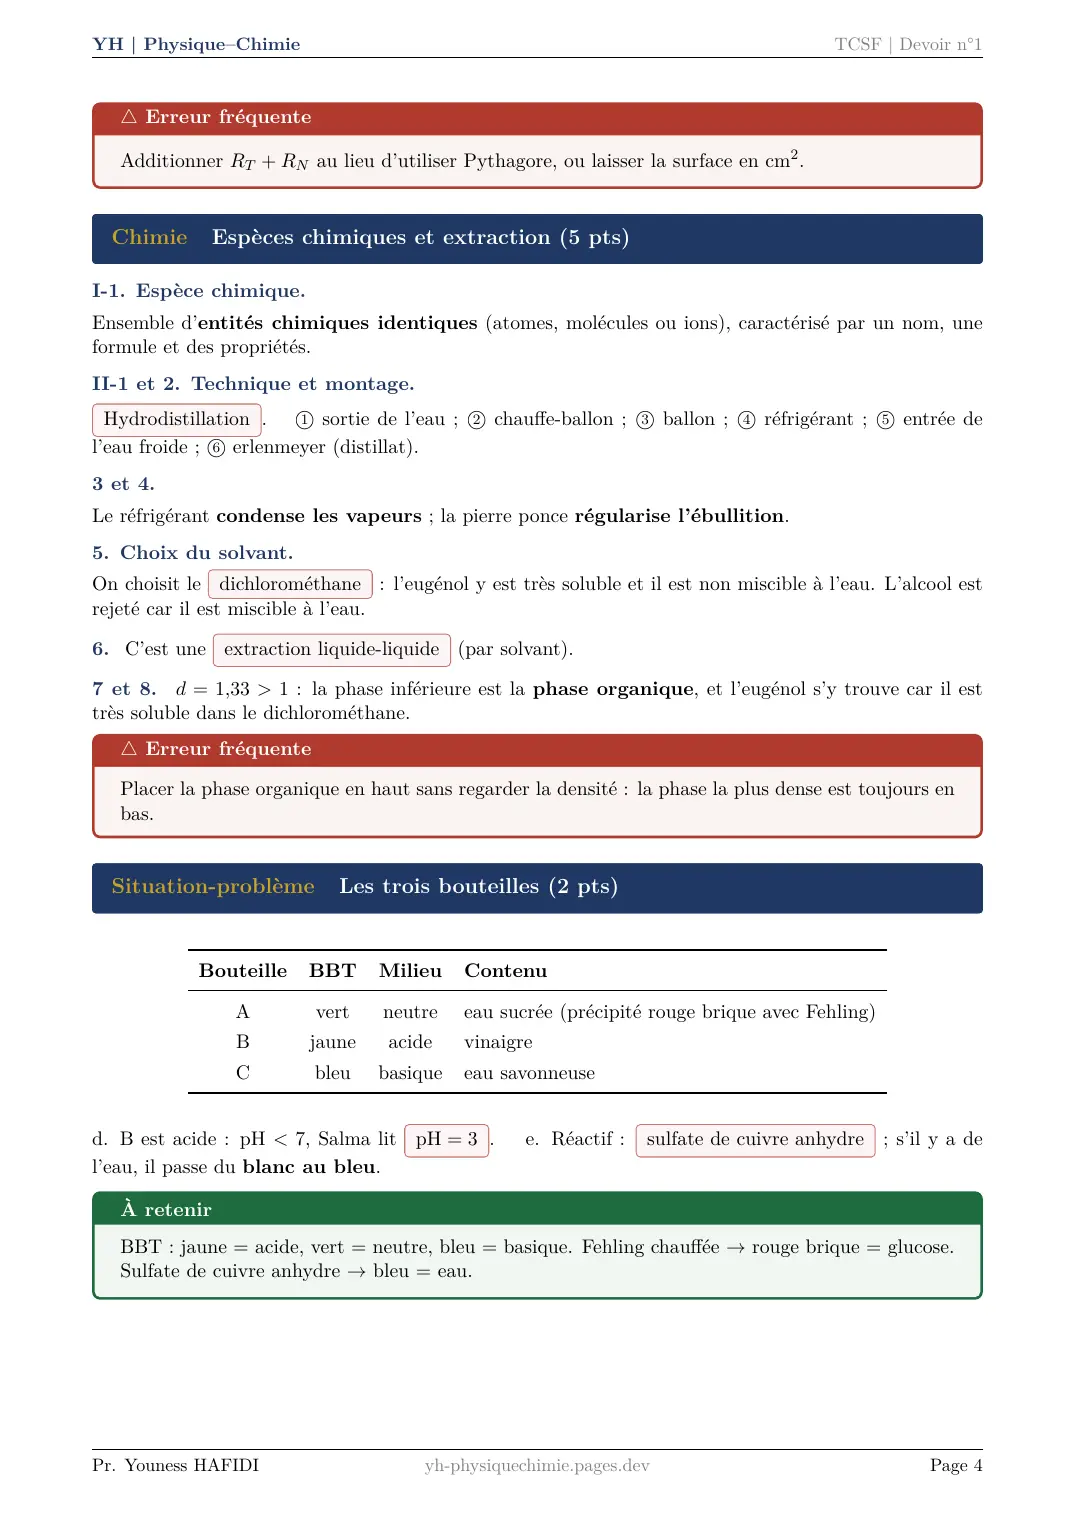 YH | Physique–Chimie
TCSF | Devoir n°1
△ Erreur fréquente
Additionner R_T + R_N au lieu d'utiliser Pythagore, ou laisser la surface en cm².
Chimie Espèces chimiques et extraction (5 pts)
I-1. Espèce chimique.
Ensemble d'entités chimiques identiques (atomes, molécules ou ions), caractérisé par un nom, une
formule et des propriétés.
II-1 et 2. Technique et montage.
Hydrodistillation. ① sortie de l'eau ; ② chauffe-ballon ; ③ ballon ; ④ réfrigérant ; ⑤ entrée de
l'eau froide ; ⑥ erlenmeyer (distillat).
3 et 4.
Le réfrigérant condense les vapeurs ; la pierre ponce régularise l'ébullition.
5. Choix du solvant.
On choisit le dichlorométhane : l'eugénol y est très soluble et il est non miscible à l'eau. L'alcool est
rejeté car il est miscible à l'eau.
6. C'est une extraction liquide-liquide (par solvant).
7 et 8. d = 1,33 > 1 : la phase inférieure est la phase organique, et l'eugénol s'y trouve car il est
très soluble dans le dichlorométhane.
△ Erreur fréquente
Placer la phase organique en haut sans regarder la densité : la phase la plus dense est toujours en
bas.
Situation-problème Les trois bouteilles (2 pts)
Bouteille BBT Milieu Contenu
A vert neutre eau sucrée (précipité rouge brique avec Fehling)
B jaune acide vinaigre
C bleu basique eau savonneuse
d. B est acide : pH < 7, Salma lit pH = 3. e. Réactif : sulfate de cuivre anhydre ; s'il y a de
l'eau, il passe du blanc au bleu.
À retenir
BBT : jaune = acide, vert = neutre, bleu = basique. Fehling chauffée → rouge brique = glucose.
Sulfate de cuivre anhydre → bleu = eau.
Pr. Youness HAFIDI
yh-physiquechimie.pages.dev
Page 4